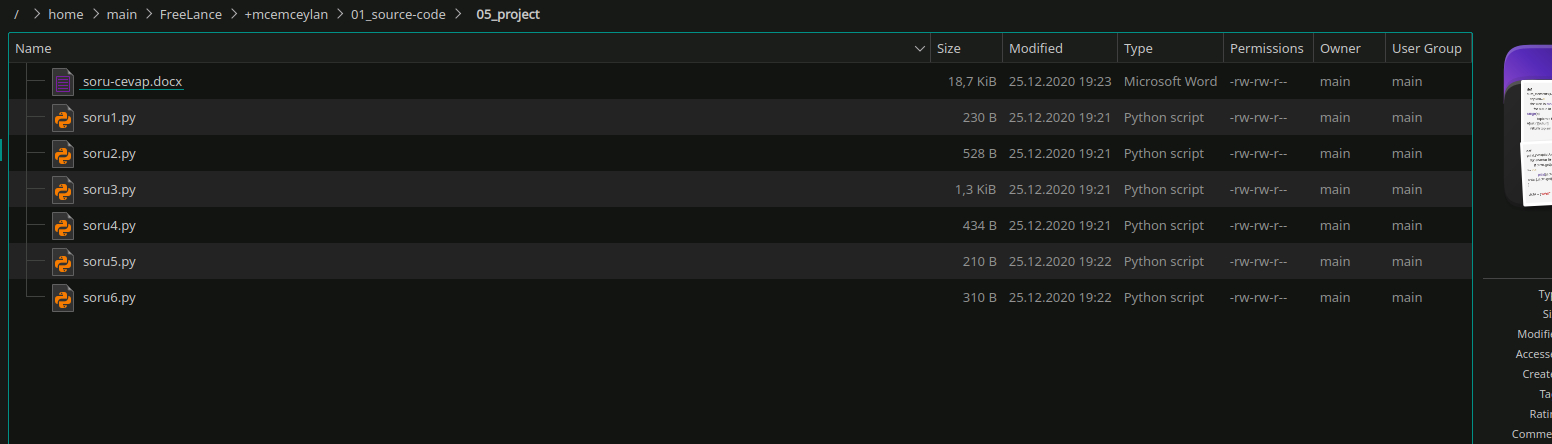 / > home > main > FreeLance > +mcemceylan > 01_source-code > 05_project
Name Size Modified Type Permissions Owner User Group
soru-cevap.docx 18,7 KiB 25.12.2020 19:23 Microsoft Word -rw-rw-r-- main main
soru1.py 230 B 25.12.2020 19:21 Python script -rw-rw-r-- main main
soru2.py 528 B 25.12.2020 19:21 Python script -rw-rw-r-- main main
soru3.py 1,3 KiB 25.12.2020 19:21 Python script -rw-rw-r-- main main
soru4.py 434 B 25.12.2020 19:21 Python script -rw-rw-r-- main main
soru5.py 210 B 25.12.2020 19:22 Python script -rw-rw-r-- main main
soru6.py 310 B 25.12.2020 19:22 Python script -rw-rw-r-- main main
Typ
Si
Modifie
Accesse
Create
Ta
Ratin
Comme